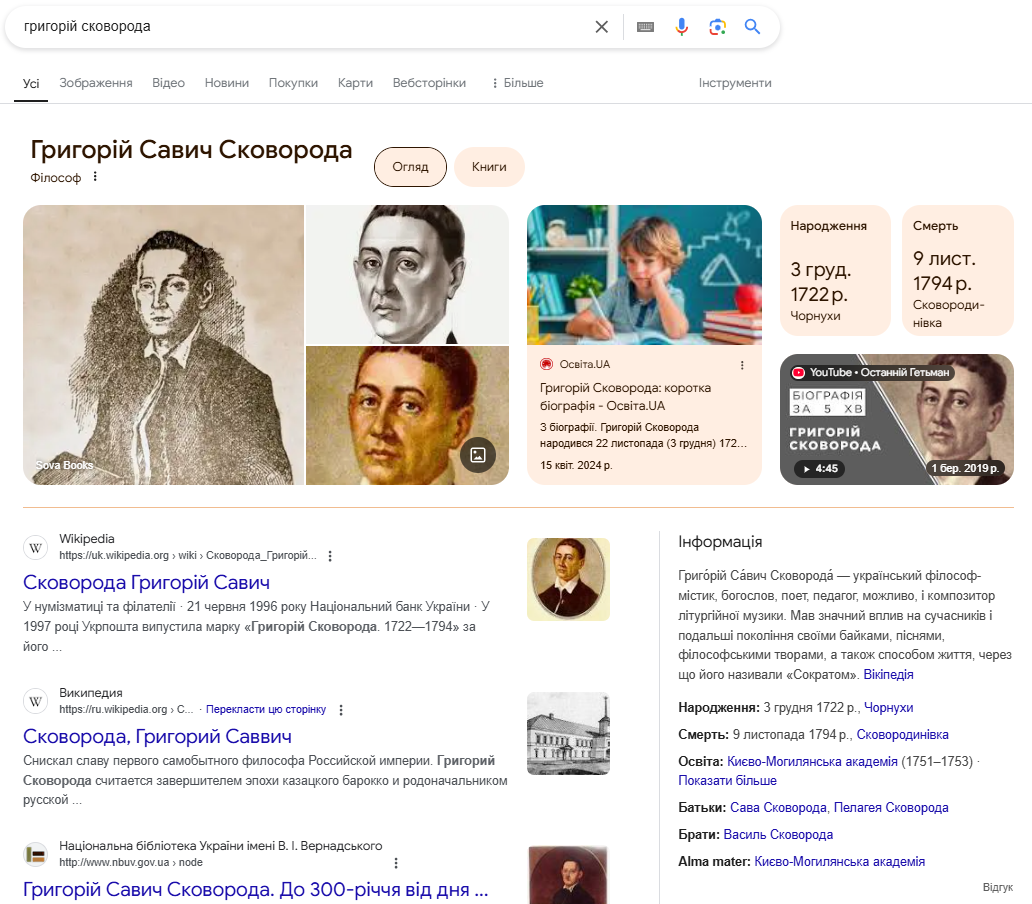 григорій сковорода
Усі Зображення Відео Новини Покупки Карти Вебсторінки Більше Інструменти
Григорій Савич Сковорода
Філософ
Огляд Книги
Sova Books
Освіта.UA
Григорій Сковорода: коротка
біографія - Освіта.UA
З біографії. Григорій Сковорода
народився 22 листопада (3 грудня) 172...
15 квіт. 2024 р.
Народження
3 груд.
1722 р.
Чорнухи
Смерть
9 лист.
1794 р.
Сковороди-
нівка
YouTube • Останній Гетьман
БІОГРАФІЯ
ЗА 5 ХВ
ГРИГОРІЙ
СКОВОРОДА
4:45
1 бер. 2019 р.
Wikipedia
https://uk.wikipedia.org › wiki › Сковорода_Григорій...
Сковорода Григорій Савич
У нумізматиці та філателії · 21 червня 1996 року Національний банк України · У
1997 році Укрпошта випустила марку «Григорій Сковорода. 1722—1794» за
його ...
Википедия
https://ru.wikipedia.org › С... · Перекласти цю сторінку
Сковорода, Григорий Саввич
Снискал славу первого самобытного философа Российской империи. Григорий
Сковорода считается завершителем эпохи казацкого барокко и родоначальником
русской ...
Національна бібліотека України імені В. І. Вернадського
http://www.nbuv.gov.ua › node
Григорій Савич Сковорода. До 300-річчя від дня ...
Інформація
Григо́рій Са́вич Сковорода́ — український філософ-
містик, богослов, поет, педагог, можливо, і композитор
літургійної музики. Мав значний вплив на сучасників і
подальші покоління своїми байками, піснями,
філософськими творами, а також способом життя, через
що його називали «Сократом». Вікіпедія
Народження: 3 грудня 1722 р., Чорнухи
Смерть: 9 листопада 1794 р., Сковородинівка
Освіта: Києво-Могилянська академія (1751–1753) ·
Показати більше
Батьки: Сава Сковорода, Пелагея Сковорода
Брати: Василь Сковорода
Alma mater: Києво-Могилянська академія
Відгук